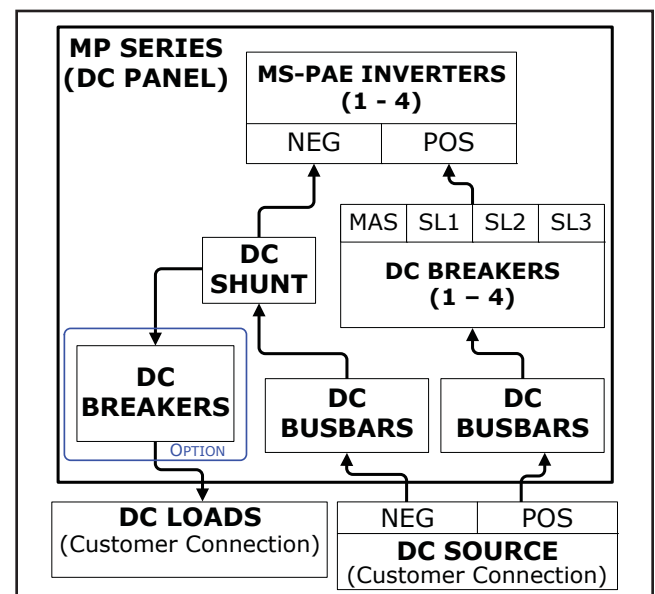 MP SERIES
(DC PANEL)
MS-PAE INVERTERS
(1 - 4)
NEG POS
MAS SL1 SL2 SL3
DC BREAKERS
(1 – 4)
DC
SHUNT
DC
BREAKERS
OPTION
DC
BUSBARS
DC
BUSBARS
DC LOADS
(Customer Connection)
NEG POS
DC SOURCE
(Customer Connection)